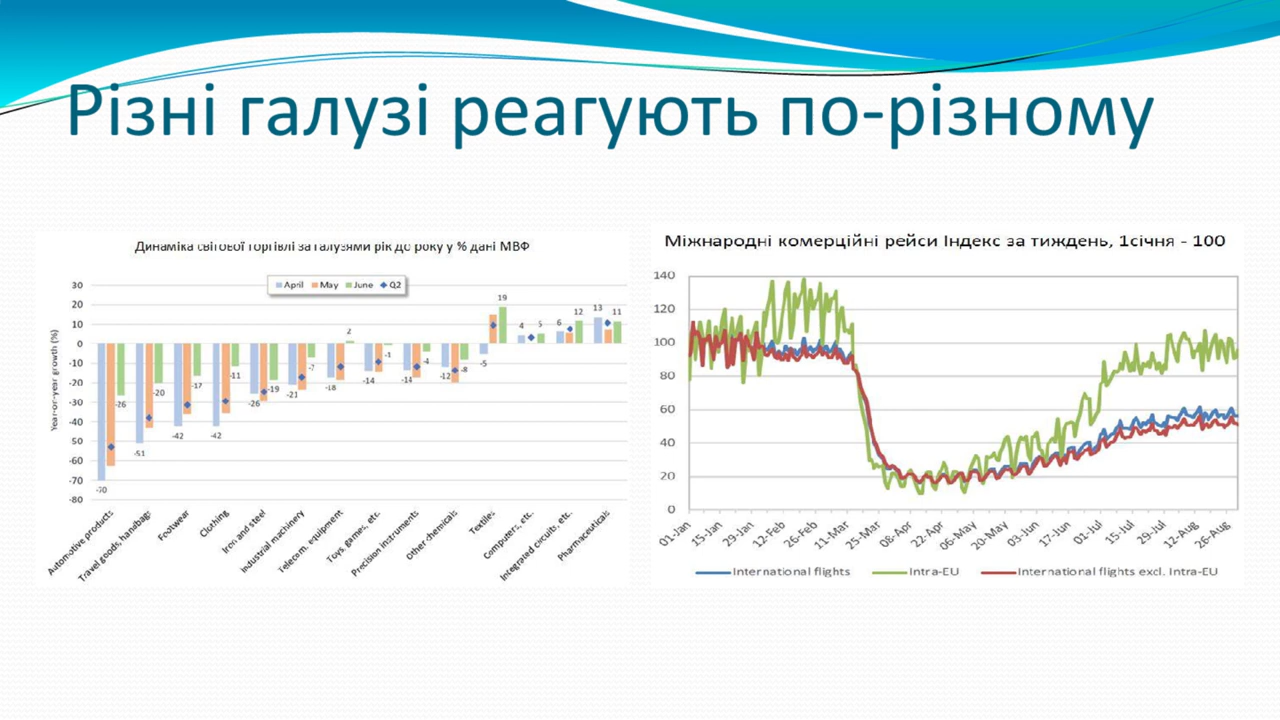 Різні галузі реагують по-різному
Динаміка світової торгівлі за галузями рік до року у % дані МВФ
April May June Q2
Year-or-year growth (%)
30
20
10
0
-10
-20
-30
-40
50
-60
-70
-80
-70
-26
-51
-20
-42
-17
-42
-11
-26
-19
-21
-7
-18
2
-14
-1
-14
-4
-12
-8
-5
19
4
5
6
12
13
11
Automotive products
Travel goods, handbags
Footwear
Clothing
Iron and steel
Industrial machinery
Telecom. equipment
Toys, games, etc.
Precision instruments
Other chemicals
Textiles
Computers, etc.
Integrated circuits, etc.
Pharmaceuticals
Міжнародні комерційні рейси Індекс за тиждень, 1січня - 100
140
120
100
80
60
40
20
0
01-Jan
15-Jan
29-Jan
12-Feb
26-Feb
11-Mar
25-Mar
08-Apr
22-Apr
06-May
20-May
03-Jun
17-Jun
01-Jul
15-Jul
29-Jul
12-Aug
26-Aug
International flights Intra-EU International flights excl. Intra-EU